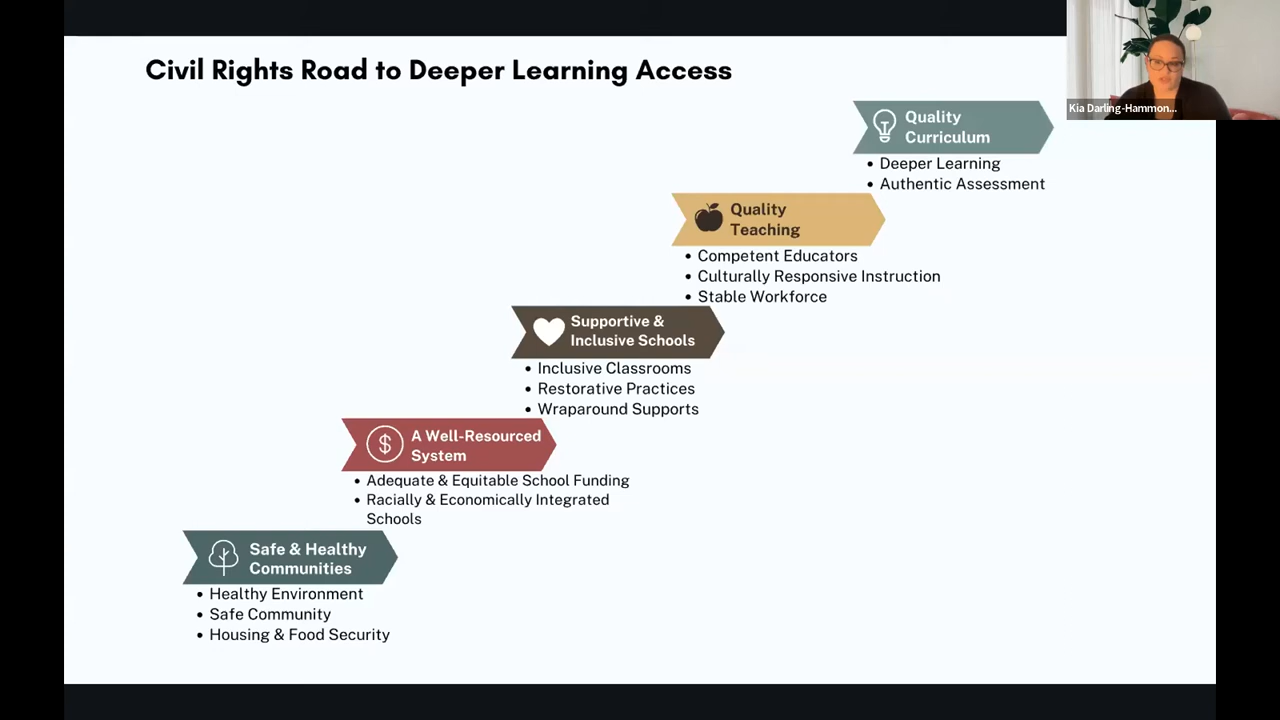 Civil Rights Road to Deeper Learning Access
Kia Darling-Hammon...
Quality
Curriculum
• Deeper Learning
• Authentic Assessment
Quality
Teaching
• Competent Educators
• Culturally Responsive Instruction
• Stable Workforce
Supportive &
Inclusive Schools
• Inclusive Classrooms
• Restorative Practices
• Wraparound Supports
$
A Well-Resourced
System
• Adequate & Equitable School Funding
• Racially & Economically Integrated
Schools
Safe & Healthy
Communities
• Healthy Environment
• Safe Community
• Housing & Food Security